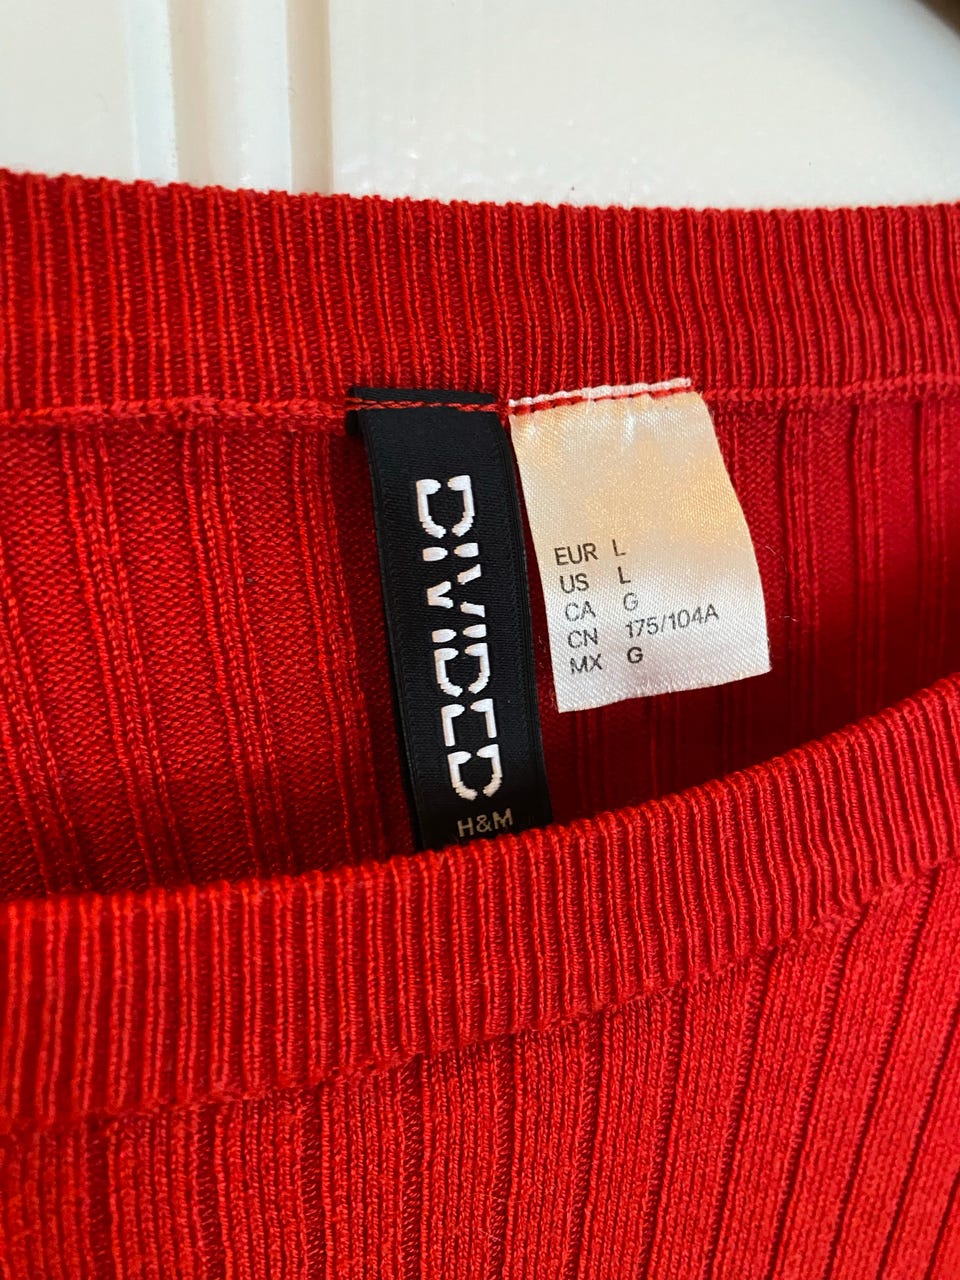 DIVIDED
H&M
EUR L
US L
CA G
CN 175/104A
MX G